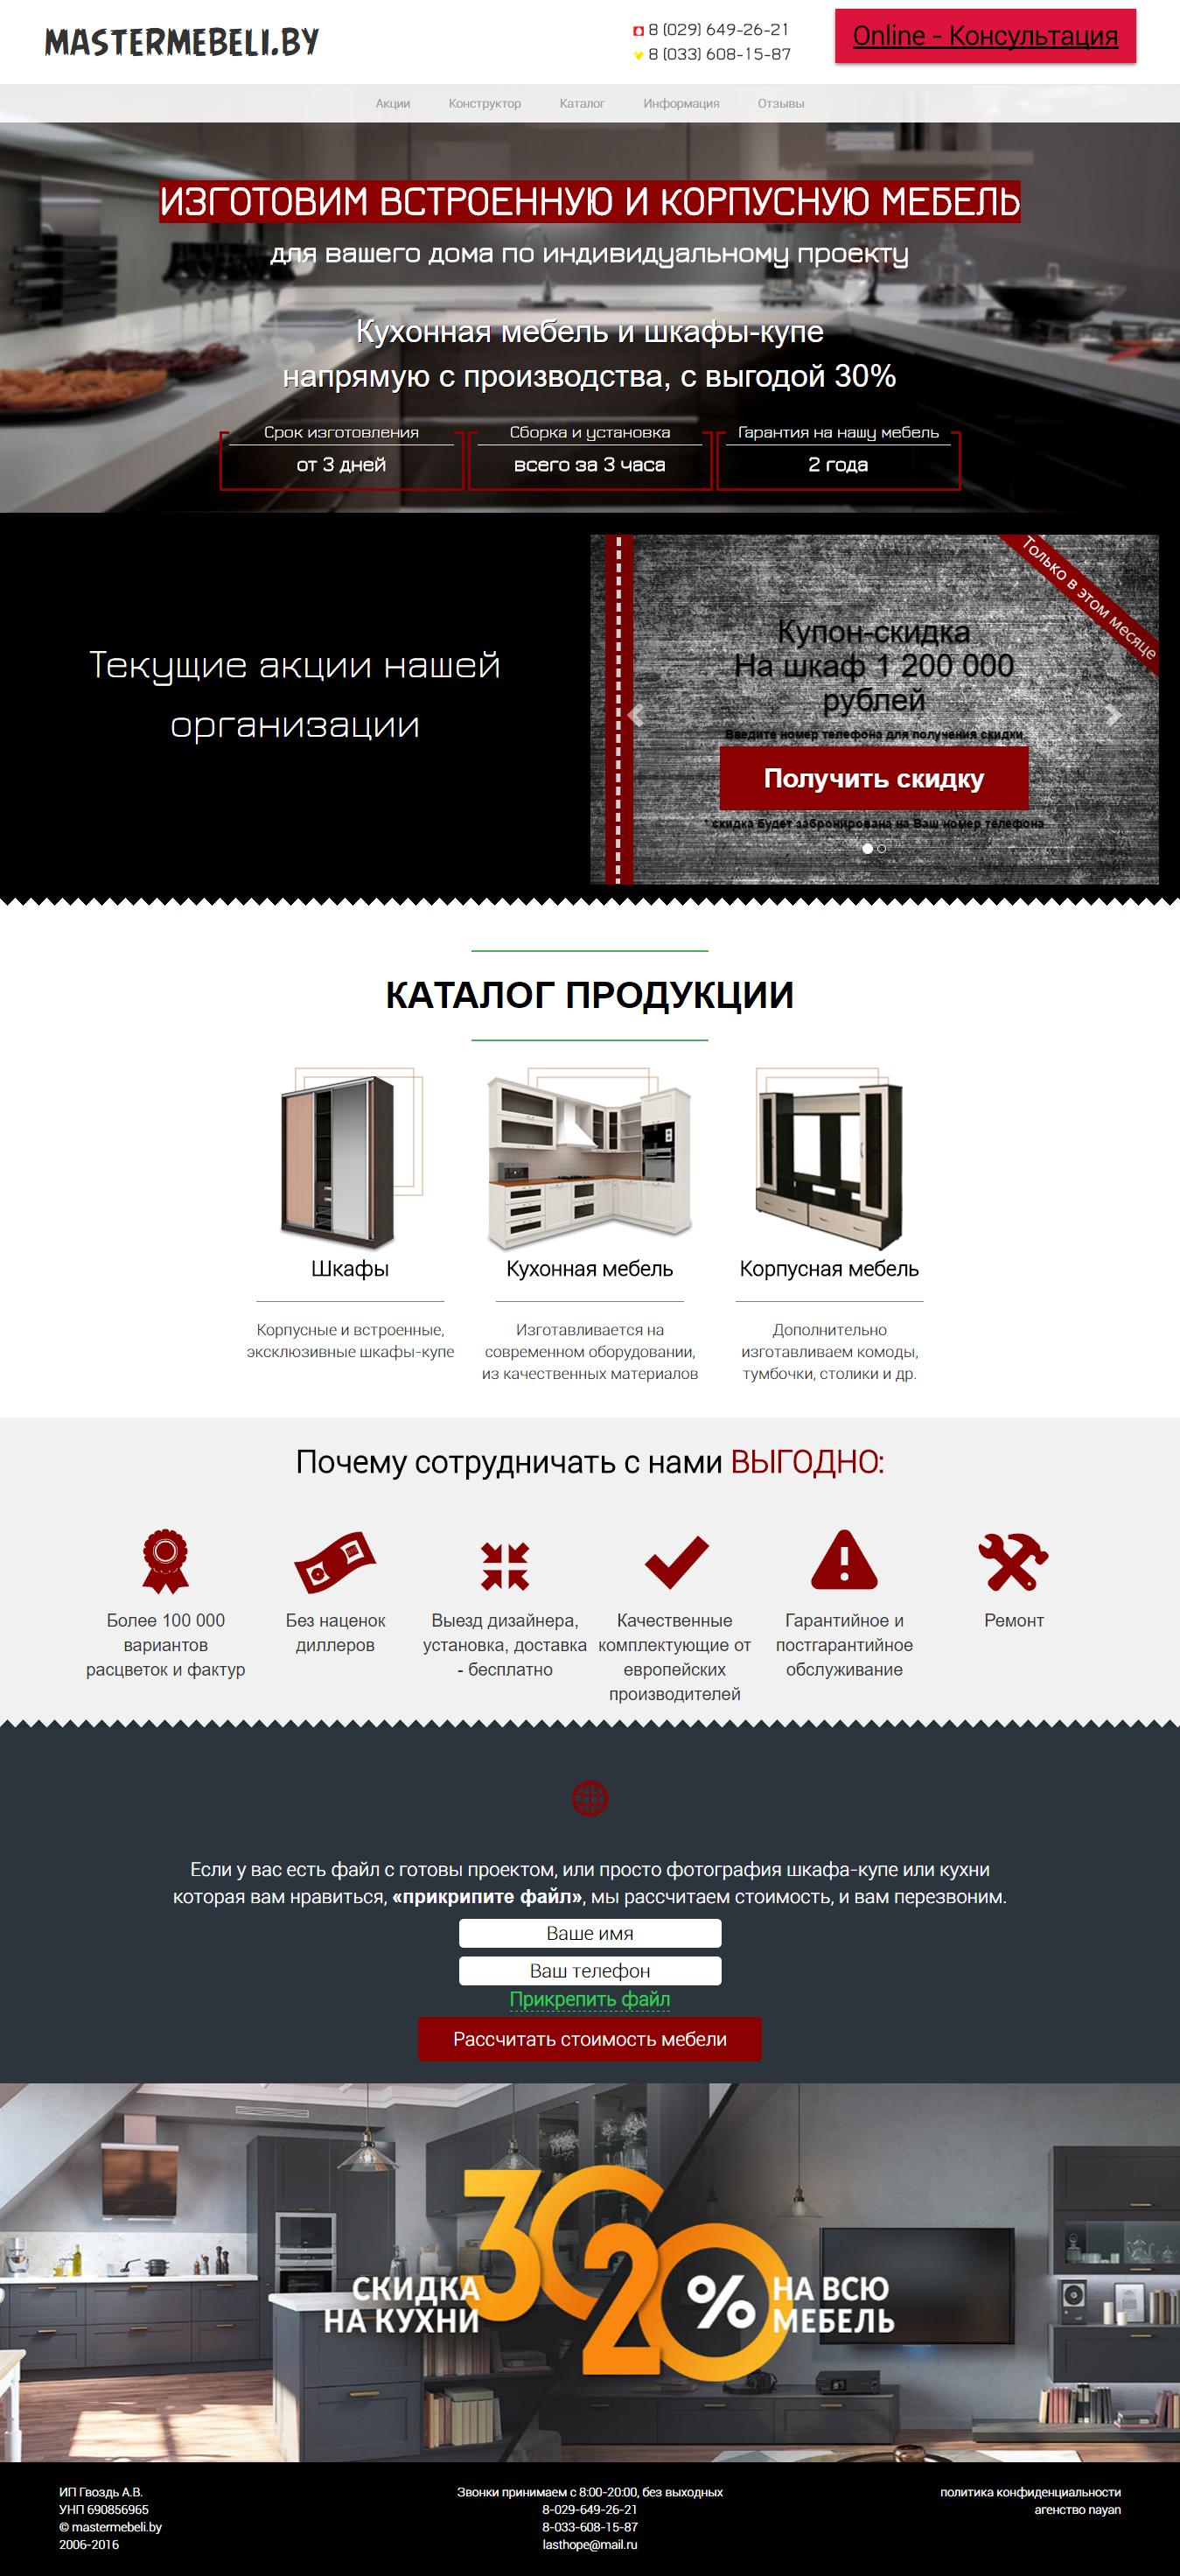 MASTERMEBELI.BY
8 (029) 649-26-21
8 (033) 608-15-87
Online - Консультация
Акции Конструктор Каталог Информация Отзывы
ИЗГОТОВИМ ВСТРОЕННУЮ И КОРПУСНУЮ МЕБЕЛЬ
для вашего дома по индивидуальному проекту
Кухонная мебель и шкафы-купе
напрямую с производства, с выгодой 30%
Срок изготовления
от 3 дней
Сборка и установка
всего за 3 часа
Гарантия на нашу мебель
2 года
Текущие акции нашей
организации
Только в этом месяце
Купон-скидка
На шкаф 1 200 000
рублей
Введите номер телефона для получения скидки
Получить скидку
* скидка будет забронирована на Ваш номер телефона
КАТАЛОГ ПРОДУКЦИИ
Шкафы
Корпусные и встроенные,
эксклюзивные шкафы-купе
Кухонная мебель
Изготавливается на
современном оборудовании,
из качественных материалов
Корпусная мебель
Дополнительно
изготавливаем комоды,
тумбочки, столики и др.
Почему сотрудничать с нами ВЫГОДНО:
Более 100 000
вариантов
расцветок и фактур
Без наценок
диллеров
Выезд дизайнера,
установка, доставка
- бесплатно
Качественные
комплектующие от
европейских
производителей
Гарантийное и
постгарантийное
обслуживание
Ремонт
Если у вас есть файл с готовы проектом, или просто фотография шкафа-купе или кухни
которая вам нравиться, «прикрипите файл», мы рассчитаем стоимость, и вам перезвоним.
Ваше имя
Ваш телефон
Прикрепить файл
Рассчитать стоимость мебели
30
СКИДКА
НА КУХНИ
20%
НА ВСЮ
МЕБЕЛЬ
ИП Гвоздь А.В.
УНП 690856965
© mastermebeli.by
2006-2016
Звонки принимаем с 8:00-20:00, без выходных
8-029-649-26-21
8-033-608-15-87
lasthope@mail.ru
политика конфиденциальности
агенство nayan